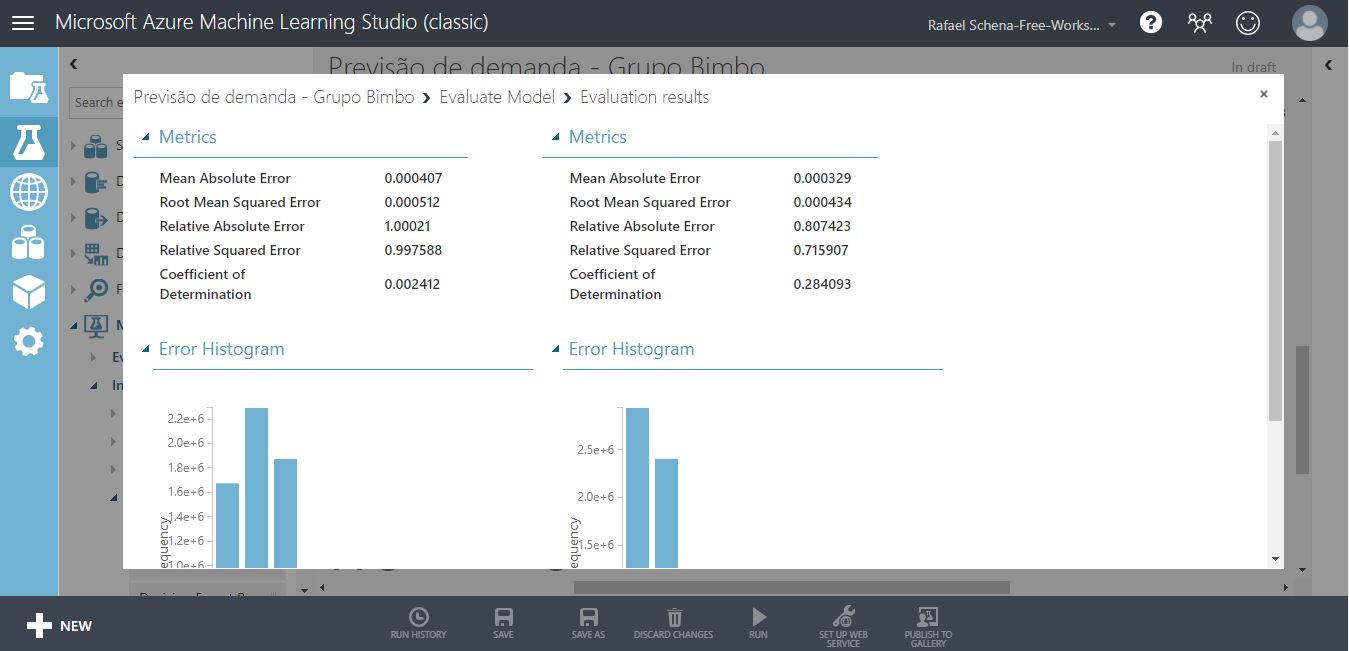 Microsoft Azure Machine Learning Studio (classic)
Rafael Schena-Free-Works...
Previsão de demanda - Grupo Bimbo
In draft
Search e
Previsão de demanda - Grupo Bimbo > Evaluate Model > Evaluation results
Metrics
Mean Absolute Error 0.000407
Root Mean Squared Error 0.000512
Relative Absolute Error 1.00021
Relative Squared Error 0.997588
Coefficient of
Determination 0.002412
Metrics
Mean Absolute Error 0.000329
Root Mean Squared Error 0.000434
Relative Absolute Error 0.807423
Relative Squared Error 0.715907
Coefficient of
Determination 0.284093
Error Histogram
2.2e+6
2.0e+6
1.8e+6
1.6e+6
1.4e+6
1.2e+6
1.0e+6
equency
Error Histogram
2.5e+6
2.0e+6
1.5e+6
equency
S
D
D
D
F
M
Ev
In
NEW
RUN HISTORY
SAVE
SAVE AS
DISCARD CHANGES
RUN
SET UP WEB
SERVICE
PUBLISH TO
GALLERY